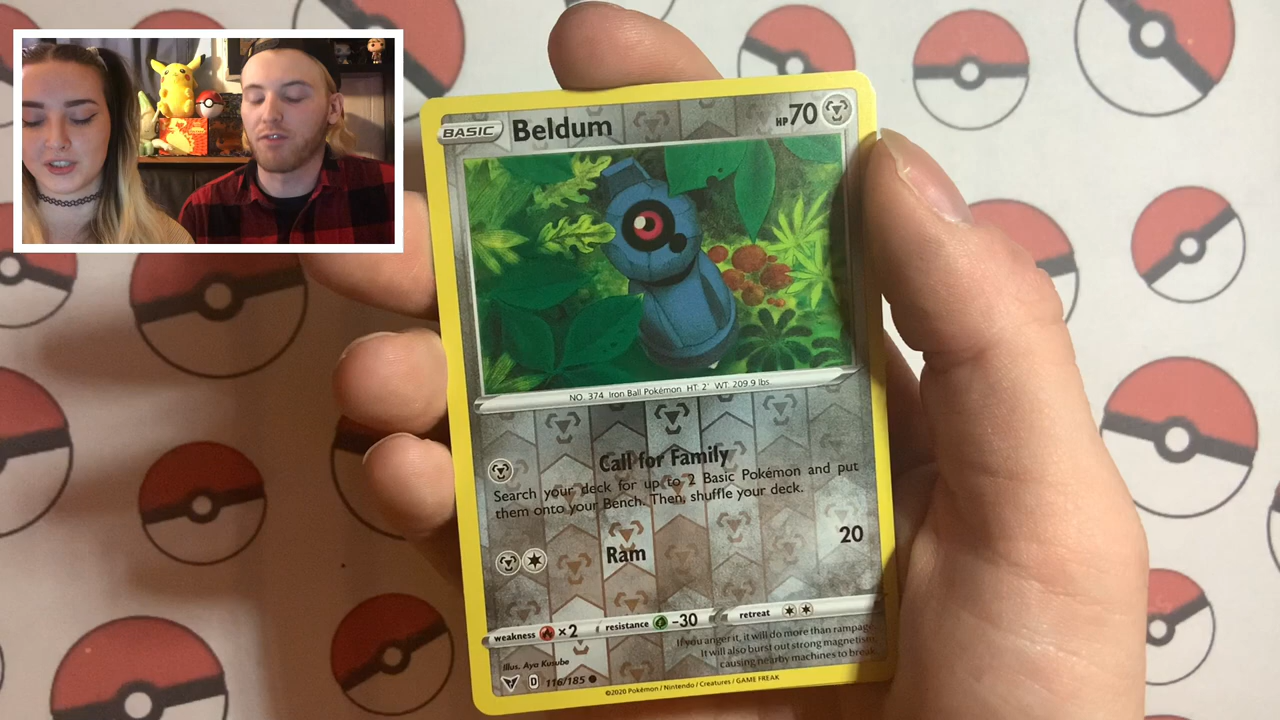 BASIC Beldum HP 70
NO. 374 Iron Ball Pokémon HT: 2' WT: 209.9 lbs.
Call for Family
Search your deck for up to 2 Basic Pokémon and put
them onto your Bench. Then, shuffle your deck.
Ram 20
weakness ×2 resistance -30 retreat
If you anger it, it will do more than rampage.
It will also burst out strong magnetism,
causing nearby machines to break.
Illus. Aya Kusube
V D 116/185
©2020 Pokémon / Nintendo / Creatures / GAME FREAK